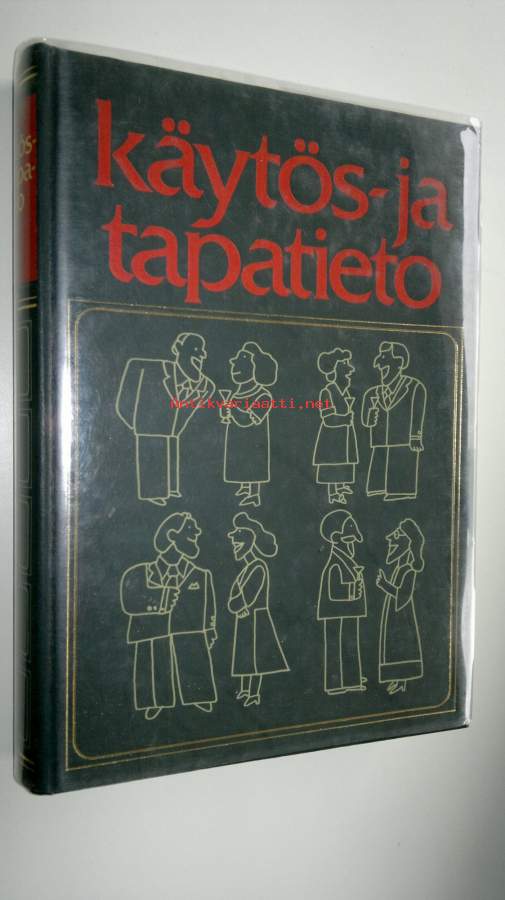 käytös- ja
tapatieto
Antikvariaatti.net